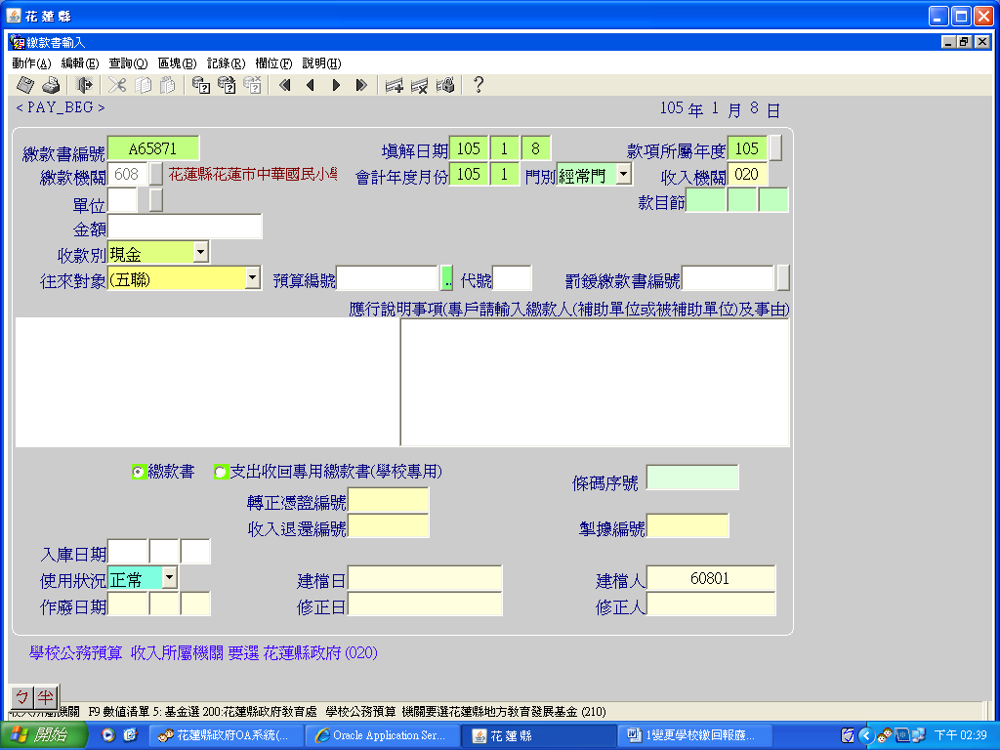 花蓮縣
繳款書輸入
動作(A) 編輯(E) 查詢(Q) 區塊(B) 記錄(R) 欄位(F) 說明(H)
< PAY_BEG > 105 年 1 月 8 日
繳款書編號 A65871 填解日期 105 1 8 款項所屬年度 105
繳款機關 608 花蓮縣花蓮市中華國民小 會計年度月份 105 1 門別 經常門 收入機關 020
單位 款目節
金額
收款別 現金
往來對象 (五聯) 預算編號 .. 代號 罰鍰繳款書編號
應行說明事項(專戶請輸入繳款人(補助單位或被補助單位)及事由)
繳款書 支出收回專用繳款書(學校專用)
條碼序號
轉正憑證編號
收入退還編號 掣據編號
入庫日期
使用狀況 正常 建檔日 建檔人 60801
作廢日期 修正日 修正人
學校公務預算 收入所屬機關 要選 花蓮縣政府 (020)
ㄅ 半
機關 F9 數值清單 5: 基金選 200:花蓮縣政府教育處 學校公務預算 機關要選花蓮縣地方教育發展基金 (210)
開始 花蓮縣政府OA系統(... Oracle Application Ser... 花蓮縣 1變更學校繳回報廢... 下午 02:39